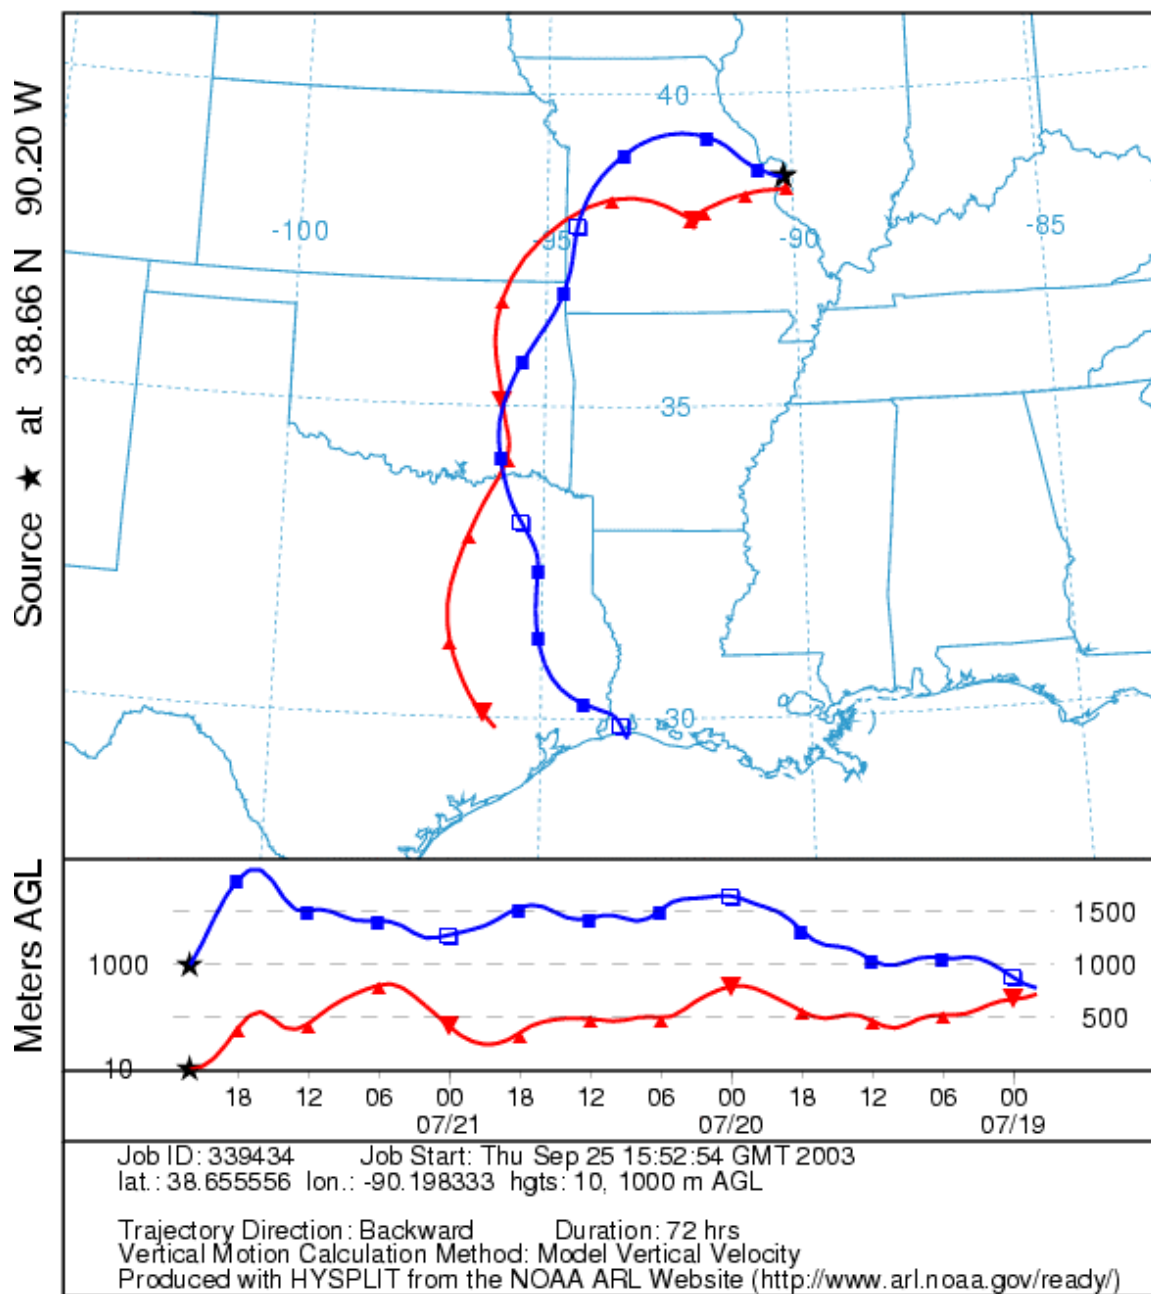 Source ★ at 38.66 N 90.20 W
40
-100
-95
-90
-85
35
30
Meters AGL
1500
1000
1000
500
10
18 12 06 00 18 12 06 00 18 12 06 00
07/21 07/20 07/19
Job ID: 339434 Job Start: Thu Sep 25 15:52:54 GMT 2003
lat.: 38.655556 lon.: -90.198333 hgts: 10, 1000 m AGL
Trajectory Direction: Backward Duration: 72 hrs
Vertical Motion Calculation Method: Model Vertical Velocity
Produced with HYSPLIT from the NOAA ARL Website (http://www.arl.noaa.gov/ready/)